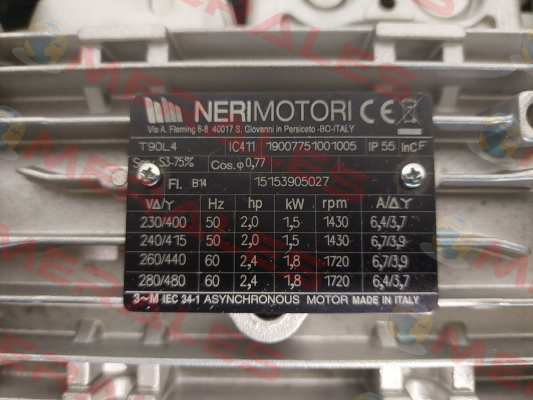 NERIMOTORI CE
Via A. Fleming 6-8 40017 S. Giovanni in Persiceto -BO-ITALY
T90L4 IC411 19007751001005 IP 55 InCF
S3-75% Cos.φ 0,77
Fl. B14 15153905027
VΔ/Y Hz hp kW rpm A/ΔY
230/400 50 2,0 1,5 1430 6,4/3,7
240/415 50 2,0 1,5 1430 6,7/3,9
260/440 60 2,4 1,8 1720 6,7/3,9
280/480 60 2,4 1,8 1720 6,4/3,7
3~M IEC 34-1 ASYNCHRONOUS MOTOR MADE IN ITALY